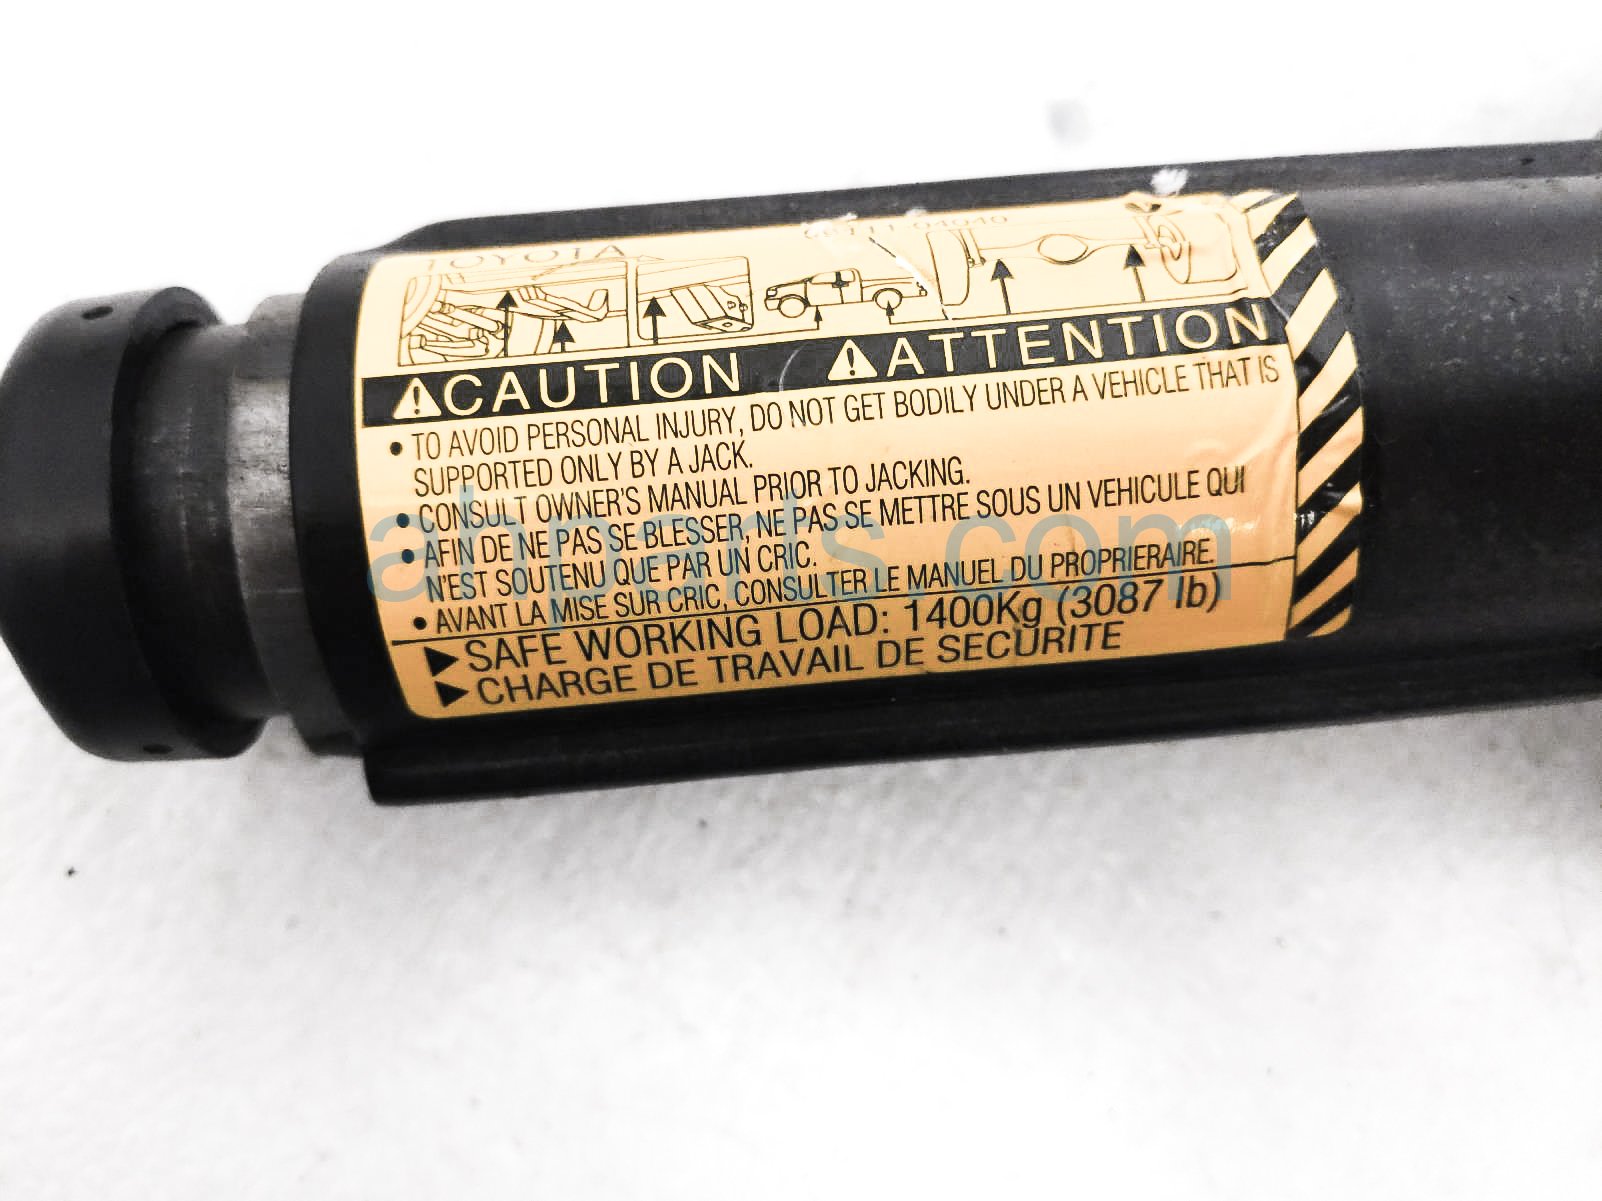 TOYOTA
CAUTION ATTENTION
• TO AVOID PERSONAL INJURY, DO NOT GET BODILY UNDER A VEHICLE THAT IS
SUPPORTED ONLY BY A JACK.
• CONSULT OWNER'S MANUAL PRIOR TO JACKING.
• AFIN DE NE PAS SE BLESSER, NE PAS SE METTRE SOUS UN VEHICULE QUI
N'EST SOUTENU QUE PAR UN CRIC.
• AVANT LA MISE SUR CRIC, CONSULTER LE MANUEL DU PROPRIERAIRE.
▶ SAFE WORKING LOAD: 1400Kg (3087 lb)
▶ CHARGE DE TRAVAIL DE SECURITE
ahparts.com